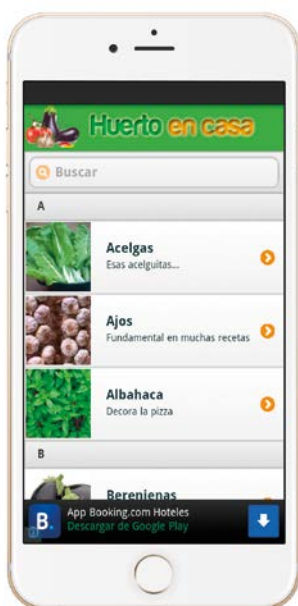 Huerto en casa
Buscar
A
Acelgas
Esas acelguitas...
Ajos
Fundamental en muchas recetas
Albahaca
Decora la pizza
B
Berenjenas
B.
App Booking.com Hoteles
Descargar de Google Play